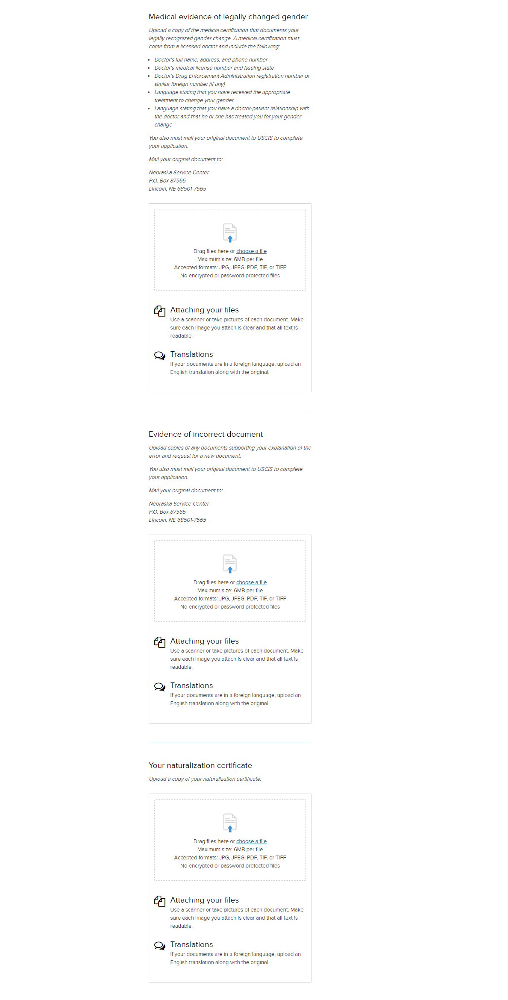 Medical evidence of legally changed gender
Upload a copy of the medical certification that documents your
legally recognized gender change. A medical certification must
come from a licensed doctor and include the following:
Doctor's full name, address, and phone number
Doctor's medical license number and issuing state
Doctor's Drug Enforcement Administration registration number or
similar foreign number (if any)
Language stating that you have received the appropriate
treatment to change your gender
Language stating that you have a doctor-patient relationship with
the doctor and that he or she has treated you for your gender
change
You also must mail your original document to USCIS to complete
your application.
Mail your original document to:
Nebraska Service Center
P.O. Box 87565
Lincoln, NE 68501-7565
Drag files here or choose a file
Maximum size: 6MB per file
Accepted formats: JPG, JPEG, PDF, TIF, or TIFF
No encrypted or password-protected files
Attaching your files
Use a scanner or take pictures of each document. Make
sure each image you attach is clear and that all text is
readable.
Translations
If your documents are in a foreign language, upload an
English translation along with the original.
Evidence of incorrect document
Upload copies of any documents supporting your explanation of the
error and request for a new document.
You also must mail your original document to USCIS to complete
your application.
Mail your original document to:
Nebraska Service Center
P.O. Box 87565
Lincoln, NE 68501-7565
Drag files here or choose a file
Maximum size: 6MB per file
Accepted formats: JPG, JPEG, PDF, TIF, or TIFF
No encrypted or password-protected files
Attaching your files
Use a scanner or take pictures of each document. Make
sure each image you attach is clear and that all text is
readable.
Translations
If your documents are in a foreign language, upload an
English translation along with the original.
Your naturalization certificate
Upload a copy of your naturalization certificate.
Drag files here or choose a file
Maximum size: 6MB per file
Accepted formats: JPG, JPEG, PDF, TIF, or TIFF
No encrypted or password-protected files
Attaching your files
Use a scanner or take pictures of each document. Make
sure each image you attach is clear and that all text is
readable.
Translations
If your documents are in a foreign language, upload an
English translation along with the original.